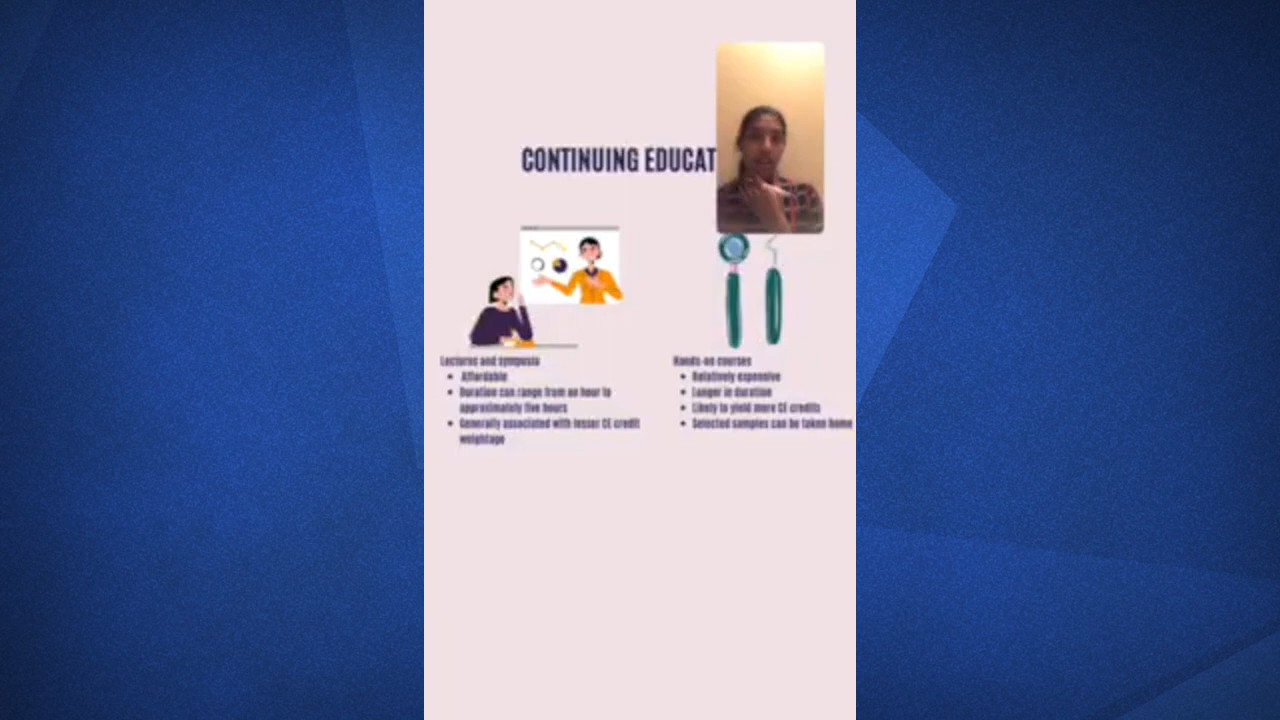 CONTINUING EDUCAT
Lectures and symposia
Affordable
Duration can range from an hour to
approximately five hours
Generally associated with lesser CE credit
weightage
Hands-on courses
Relatively expensive
Longer in duration
Likely to yield more CE credits
Selected samples can be taken home